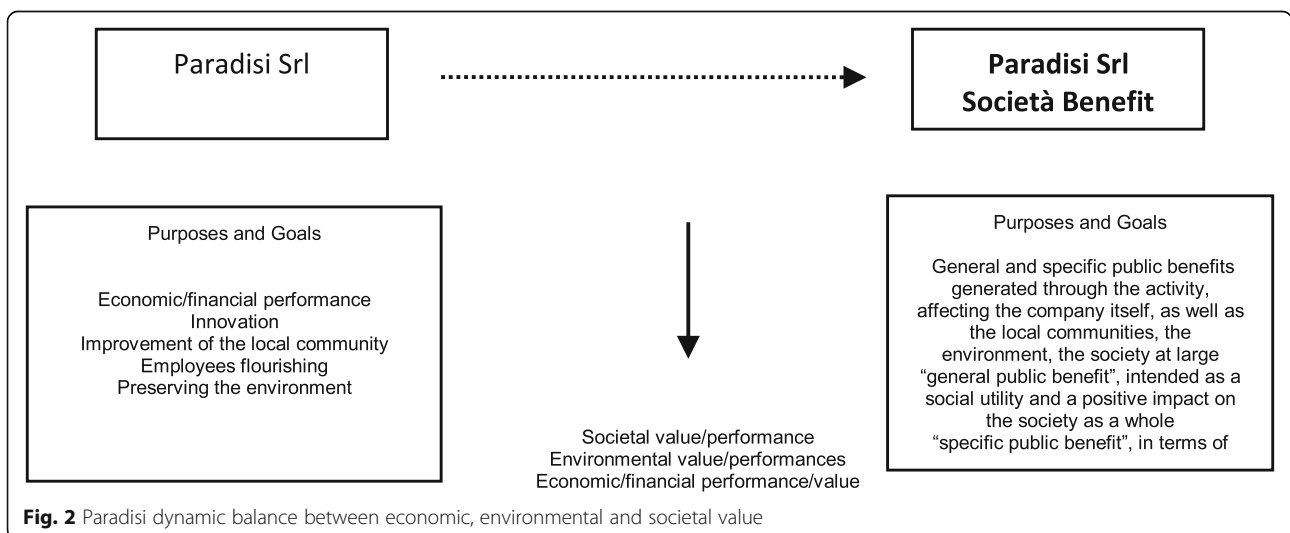 Paradisi Srl
Paradisi Srl
Società Benefit
Purposes and Goals
Economic/financial performance
Innovation
Improvement of the local community
Employees flourishing
Preserving the environment
Societal value/performance
Environmental value/performances
Economic/financial performance/value
Purposes and Goals
General and specific public benefits
generated through the activity,
affecting the company itself, as well as
the local communities, the
environment, the society at large
“general public benefit”, intended as a
social utility and a positive impact on
the society as a whole
“specific public benefit”, in terms of
Fig. 2 Paradisi dynamic balance between economic, environmental and societal value